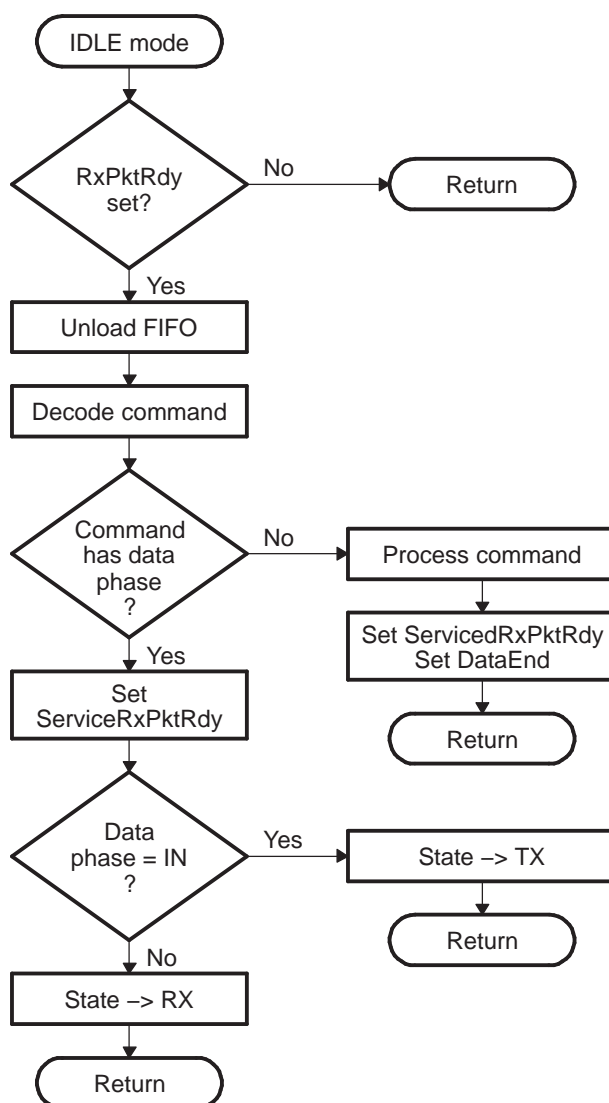 IDLE mode
RxPktRdy
set?
No
Return
Yes
Unload FIFO
Decode command
Command
has data
phase
?
No
Process command
Set ServicedRxPktRdy
Set DataEnd
Return
Yes
Set
ServiceRxPktRdy
Data
phase = IN
?
Yes
State –> TX
Return
No
State –> RX
Return